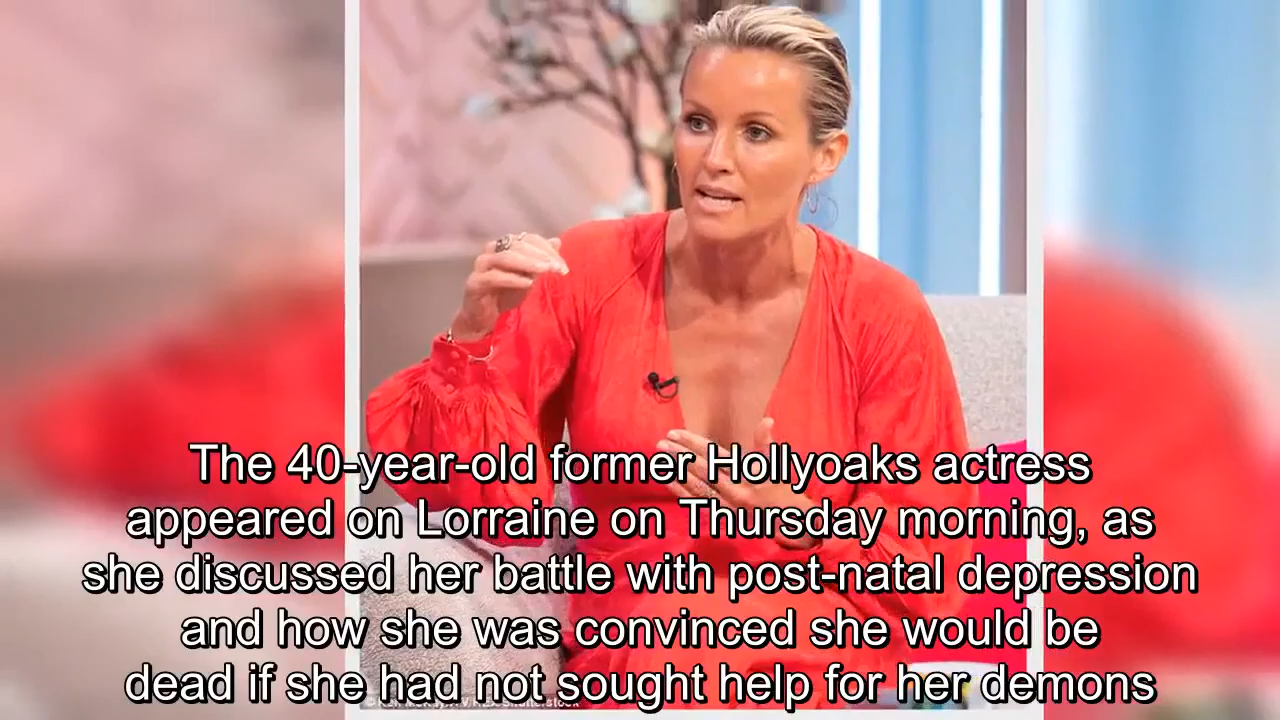 The 40-year-old former Hollyoaks actress
appeared on Lorraine on Thursday morning, as
she discussed her battle with post-natal depression
and how she was convinced she would be
dead if she had not sought help for her demons